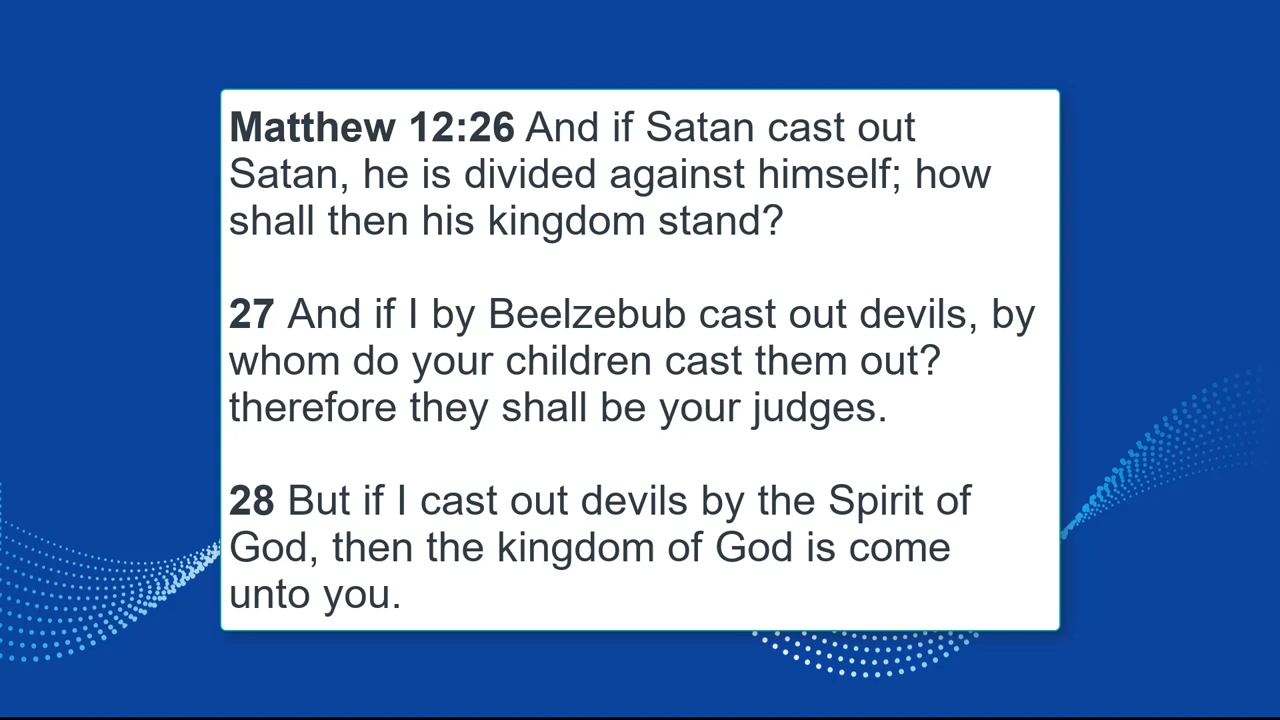 Matthew 12:26 And if Satan cast out
Satan, he is divided against himself; how
shall then his kingdom stand?
27 And if I by Beelzebub cast out devils, by
whom do your children cast them out?
therefore they shall be your judges.
28 But if I cast out devils by the Spirit of
God, then the kingdom of God is come
unto you.